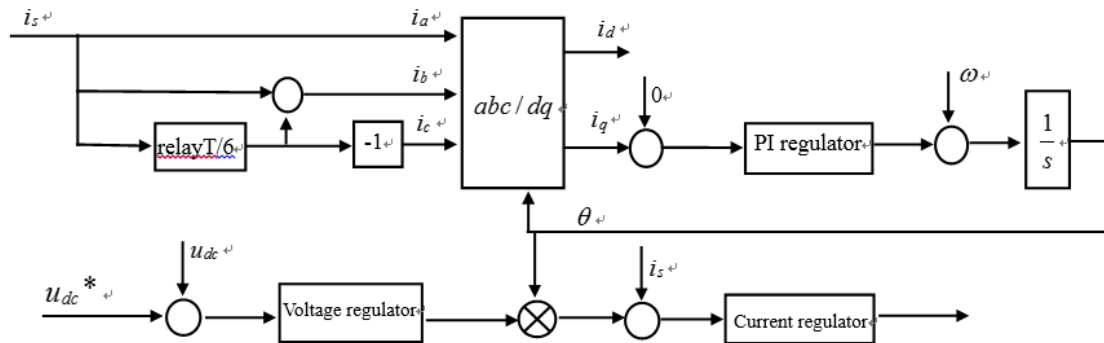 i_s
i_a
i_d
i_b
abc / dq
0
ω
1
s
i_q
i_c
relayT/6
-1
PI regulator
θ
u_dc
i_s
u_dc *
Voltage regulator
Current regulator